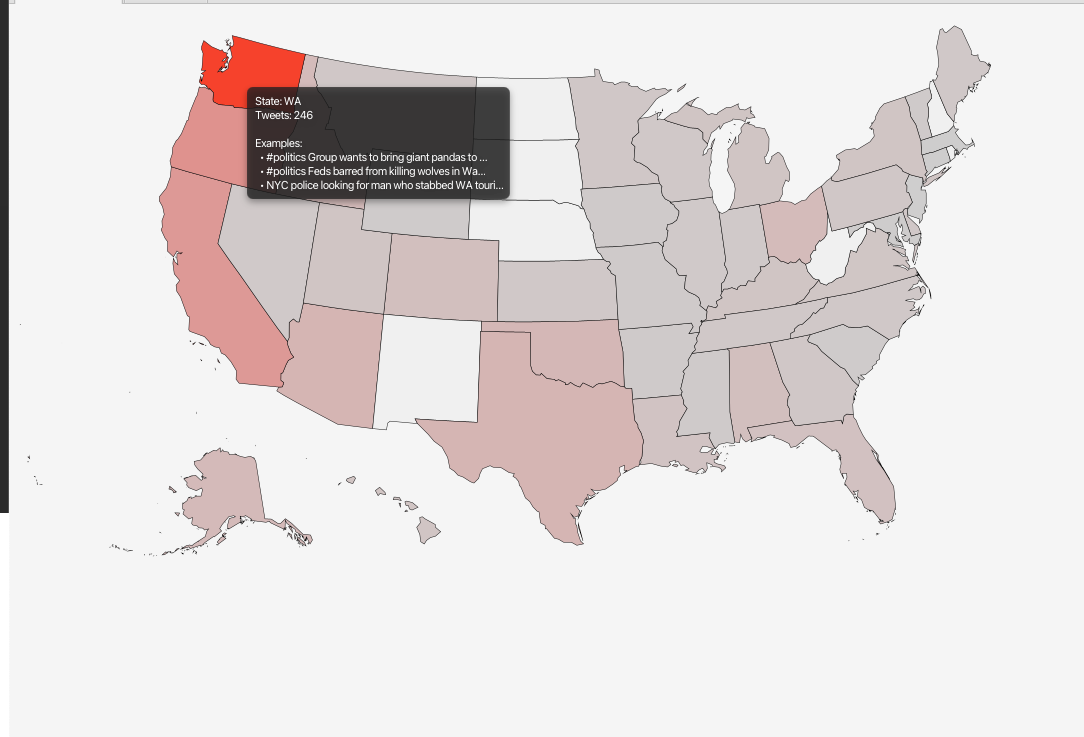 State: WA
Tweets: 246
Examples:
• #politics Group wants to bring giant pandas to ...
• #politics Feds barred from killing wolves in Wa...
• NYC police looking for man who stabbed WA touri...